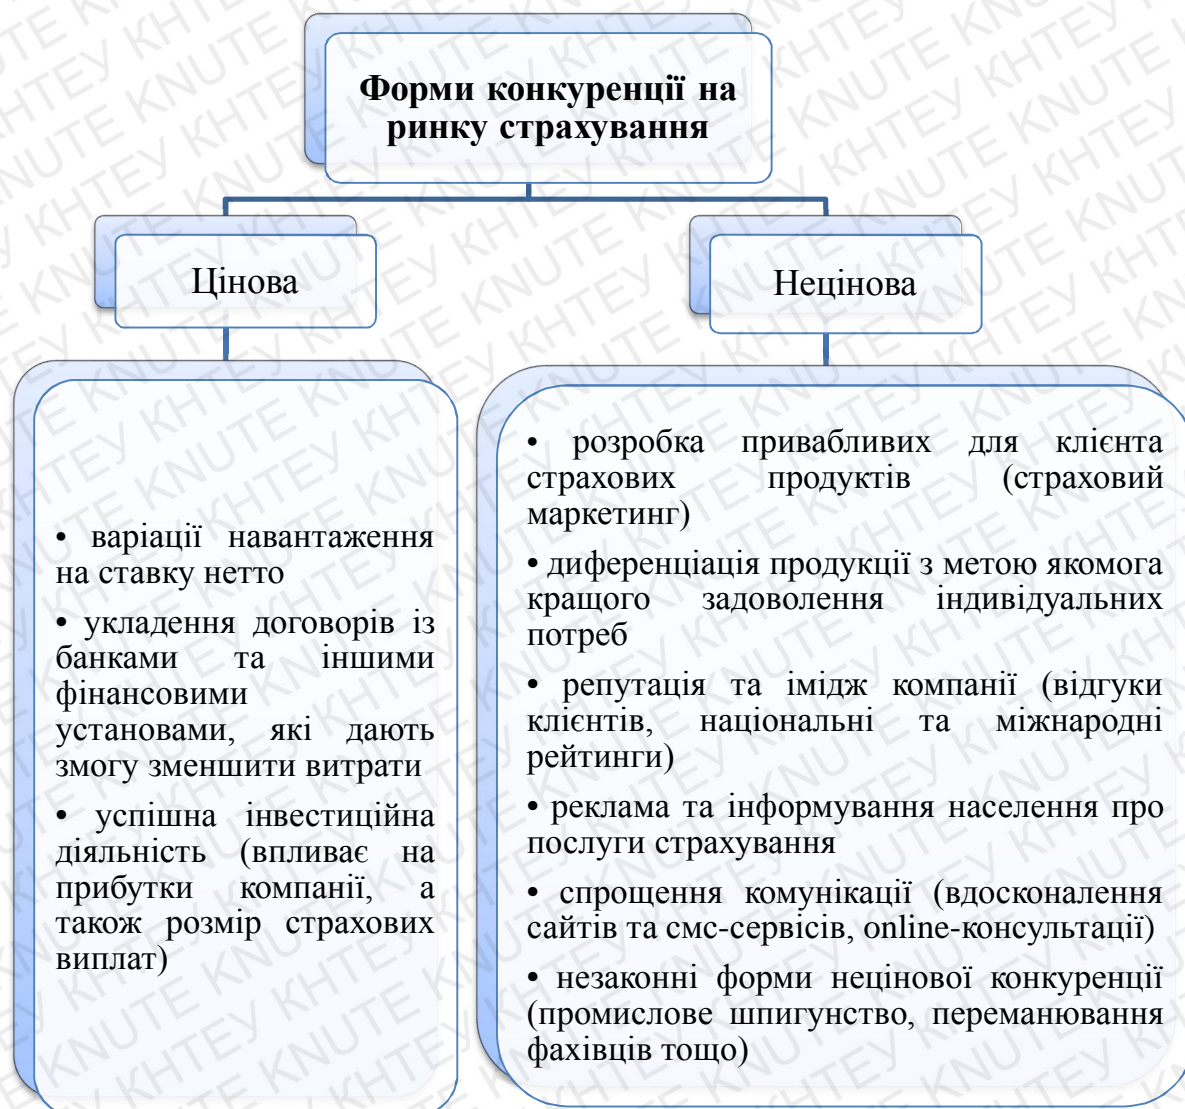 Форми конкуренції на
ринку страхування
Цінова
Нецінова
• варіації навантаження
на ставку нетто
• укладення договорів із
банками та іншими
фінансовими
установами, які дають
змогу зменшити витрати
• успішна інвестиційна
діяльність (впливає на
прибутки компанії, а
також розмір страхових
виплат)
• розробка привабливих для клієнта
страхових продуктів (страховий
маркетинг)
• диференціація продукції з метою якомога
кращого задоволення індивідуальних
потреб
• репутація та імідж компанії (відгуки
клієнтів, національні та міжнародні
рейтинги)
• реклама та інформування населення про
послуги страхування
• спрощення комунікації (вдосконалення
сайтів та смс-сервісів, online-консультації)
• незаконні форми нецінової конкуренції
(промислове шпигунство, переманювання
фахівців тощо)